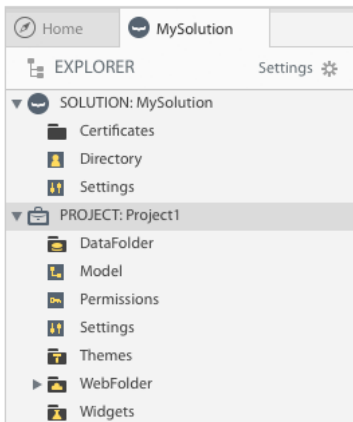 Home
MySolution
EXPLORER
Settings
SOLUTION: MySolution
Certificates
Directory
Settings
PROJECT: Project1
DataFolder
Model
Permissions
Settings
Themes
WebFolder
Widgets